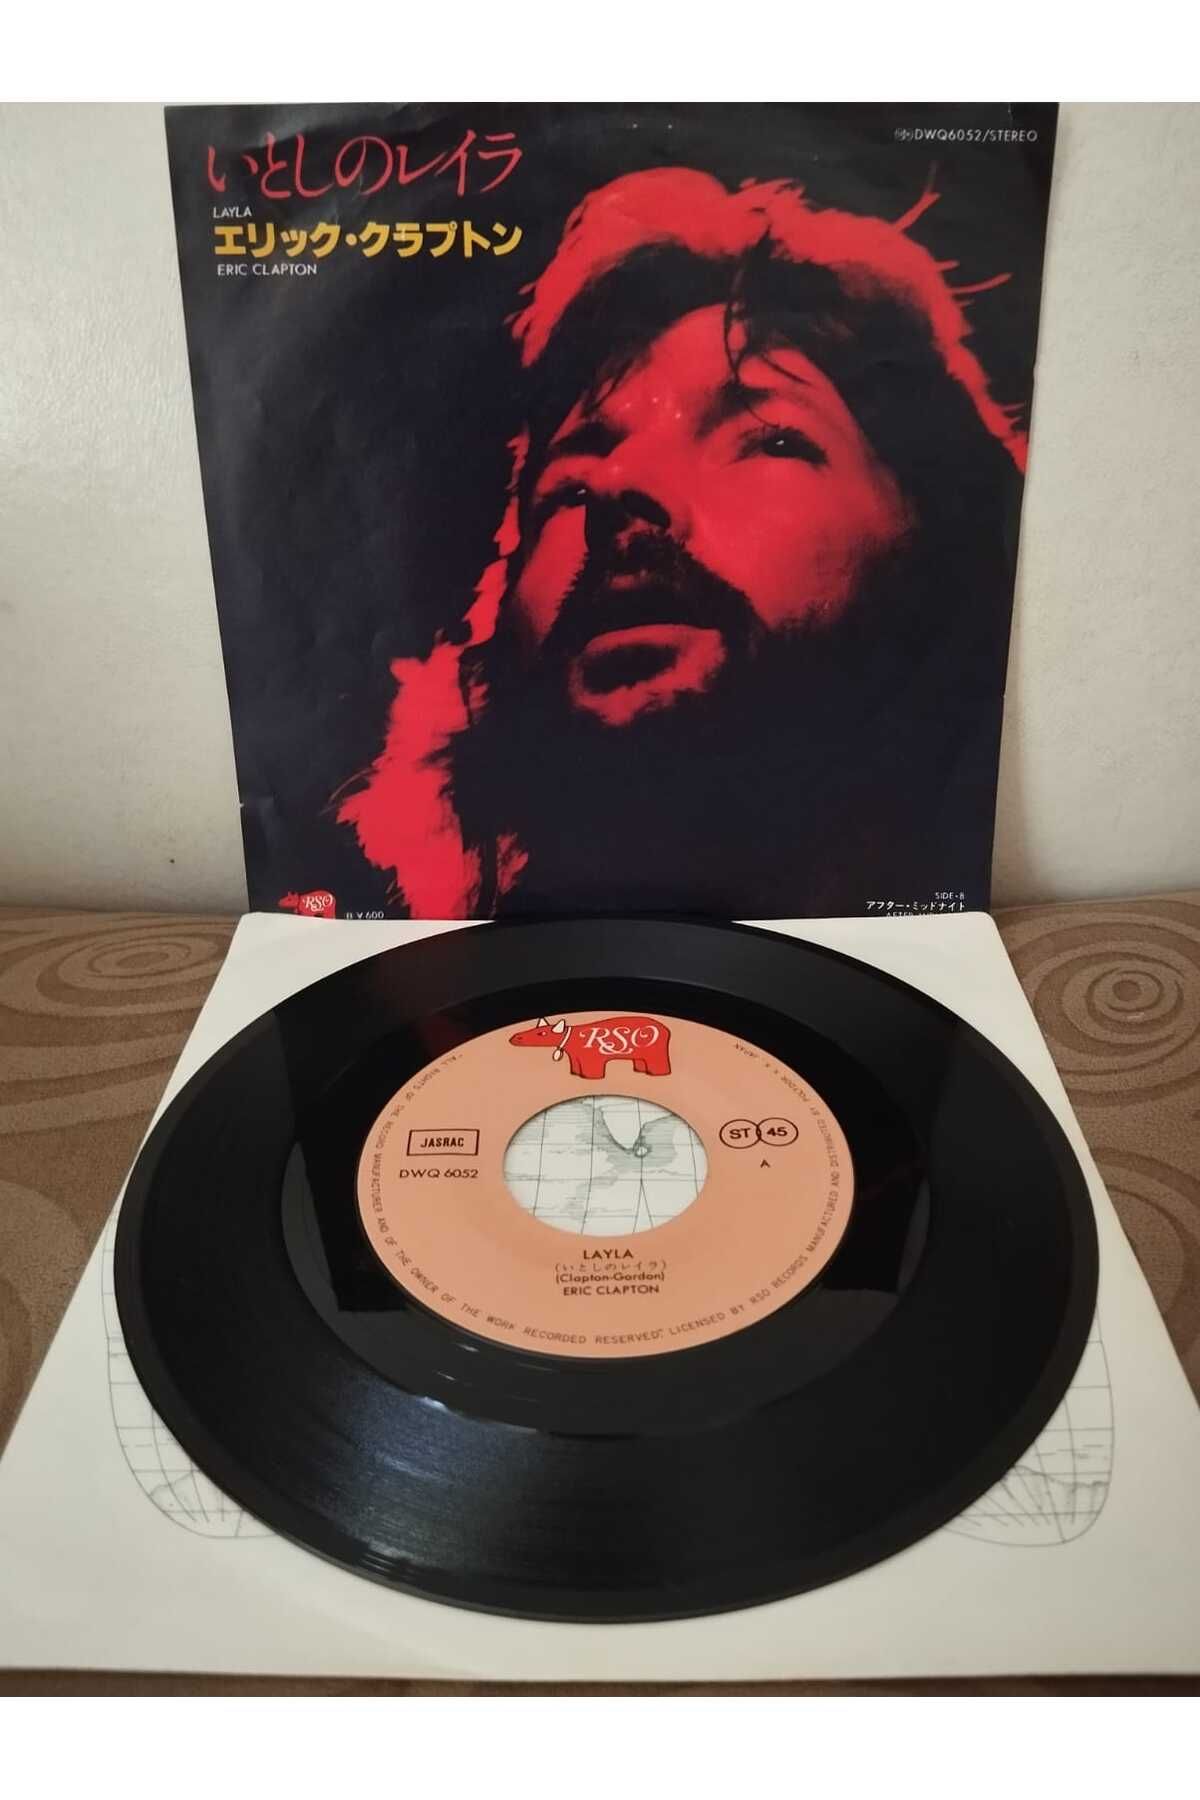 いとしのレイラ
LAYLA
エリック・クラプトン
ERIC CLAPTON
DWQ6052/STEREO
RSO
B ¥600
SIDE・B
アフター・ミッドナイト
RSO
JASRAC
DWQ 6052
ST 45
A
LAYLA
(いとしのレイラ)
(Clapton-Gordon)
ERIC CLAPTON
"ALL RIGHTS OF THE RECORD MANUFACTURER AND OF THE OWNER OF THE WORK RECORDED RESERVED". LICENSED BY RSO RECORDS MANUFACTURED AND DISTRIBUTED BY POLYDOR K.K. JAPAN